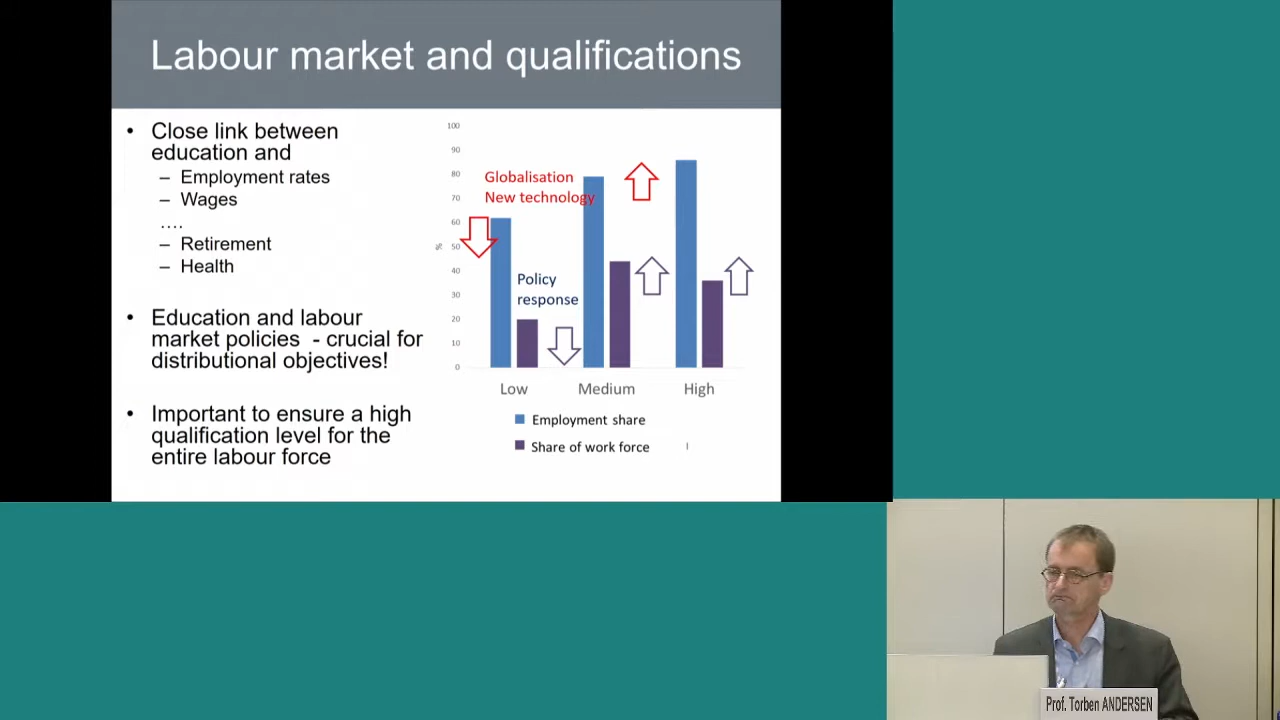 Labour market and qualifications
• Close link between
education and
– Employment rates
– Wages
....
– Retirement
– Health
• Education and labour
market policies - crucial for
distributional objectives!
• Important to ensure a high
qualification level for the
entire labour force
100
90
80
70
60
50
40
30
20
10
0
%
Globalisation
New technology
Policy
response
Low Medium High
Employment share
Share of work force
Prof. Torben ANDERSEN